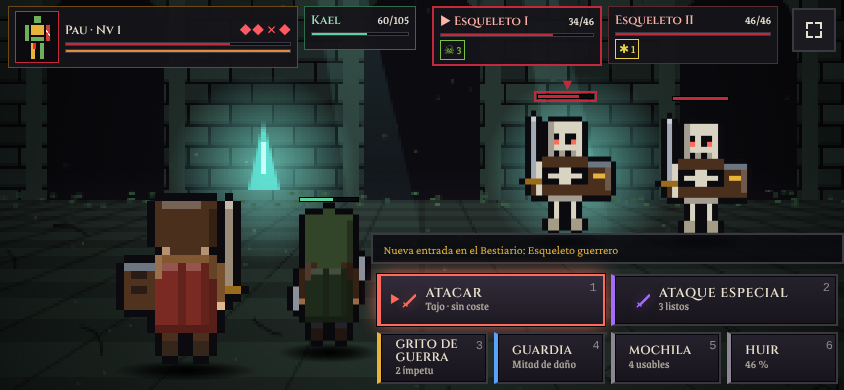 Pau · Nv 1
Kael 60/105
Esqueleto I 34/46
3
Esqueleto II 46/46
1
Nueva entrada en el Bestiario: Esqueleto guerrero
ATACAR 1
Tajo · sin coste
ATAQUE ESPECIAL 2
3 listos
GRITO DE GUERRA 3
2 ímpetu
GUARDIA 4
Mitad de daño
MOCHILA 5
4 usables
HUIR 6
46 %